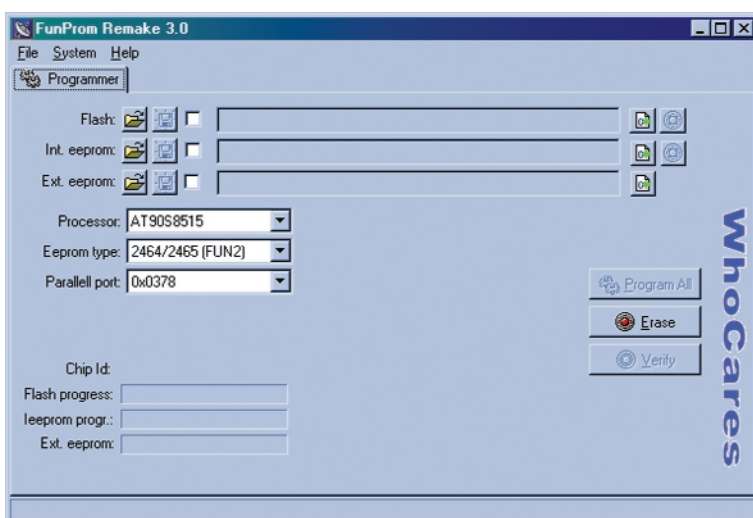 FunProm Remake 3.0
File System Help
Programmer
Flash:
Int. eeprom:
Ext. eeprom:
Processor: AT90S8515
Eeprom type: 2464/2465 (FUN2)
Parallell port: 0x0378
Program All
Erase
Verify
WhoCares
Chip Id:
Flash progress:
Ieeprom progr.:
Ext. eeprom: